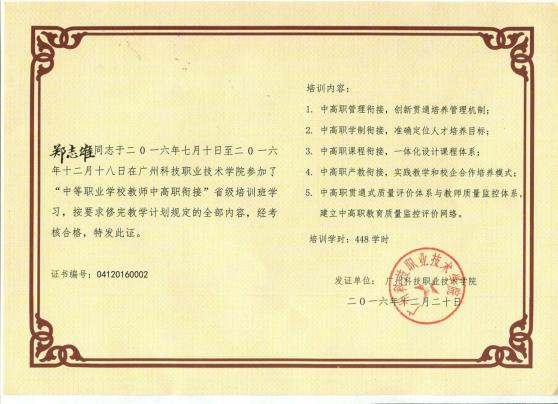 郑志雄同志于二〇一六年七月十日至二〇一六
年十二月十八日在广州科技职业技术学院参加了
“中等职业学校教师中高职衔接”省级培训班学
习，按要求修完教学计划规定的全部内容，经考
核合格，特发此证。
证书编号：04120160002
培训内容：
1. 中高职管理衔接，创新贯通培养管理机制；
2. 中高职学制衔接，准确定位人才培养目标；
3. 中高职课程衔接，一体化设计课程体系；
4. 中高职产教衔接，实践教学和校企合作培养模式；
5. 中高职贯通式质量评价体系与教师质量监控体系，
建立中高职教育质量监控评价网络。
培训学时：448 学时
发证单位：广州科技职业技术学院
二〇一六年十二月二十日
广州科技职业技术学院